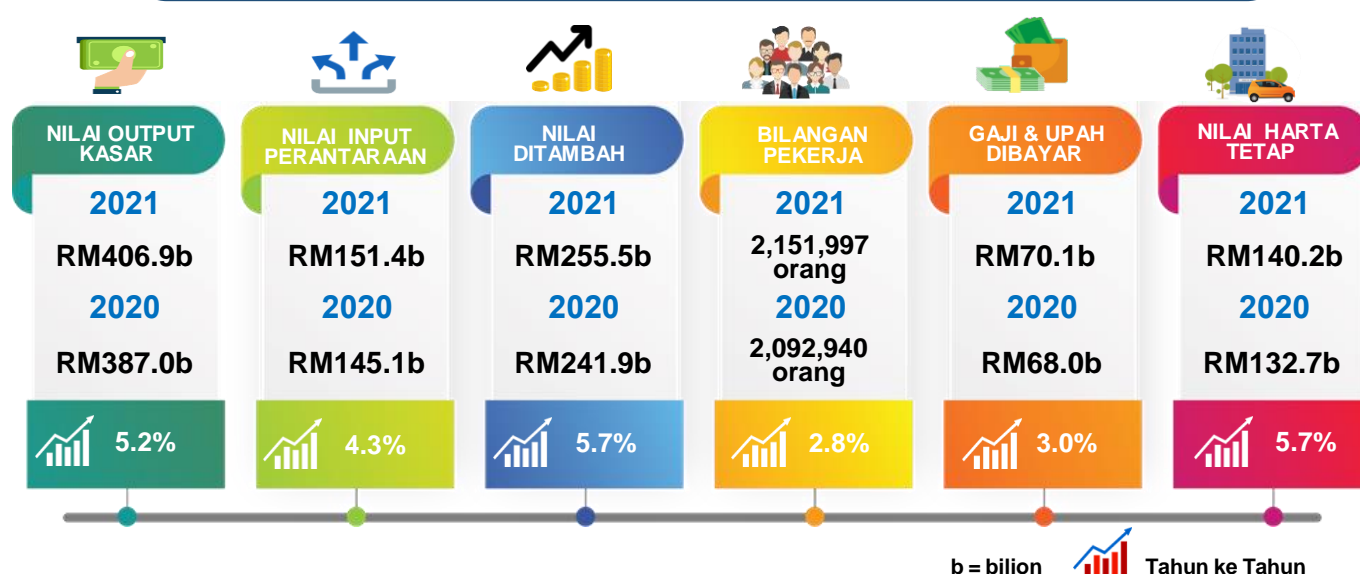 NILAI OUTPUT
KASAR
2021
RM406.9b
2020
RM387.0b
5.2%
NILAI INPUT
PERANTARAAN
2021
RM151.4b
2020
RM145.1b
4.3%
NILAI
DITAMBAH
2021
RM255.5b
2020
RM241.9b
5.7%
BILANGAN
PEKERJA
2021
2,151,997
orang
2020
2,092,940
orang
2.8%
GAJI & UPAH
DIBAYAR
2021
RM70.1b
2020
RM68.0b
3.0%
NILAI HARTA
TETAP
2021
RM140.2b
2020
RM132.7b
5.7%
b = bilion
Tahun ke Tahun